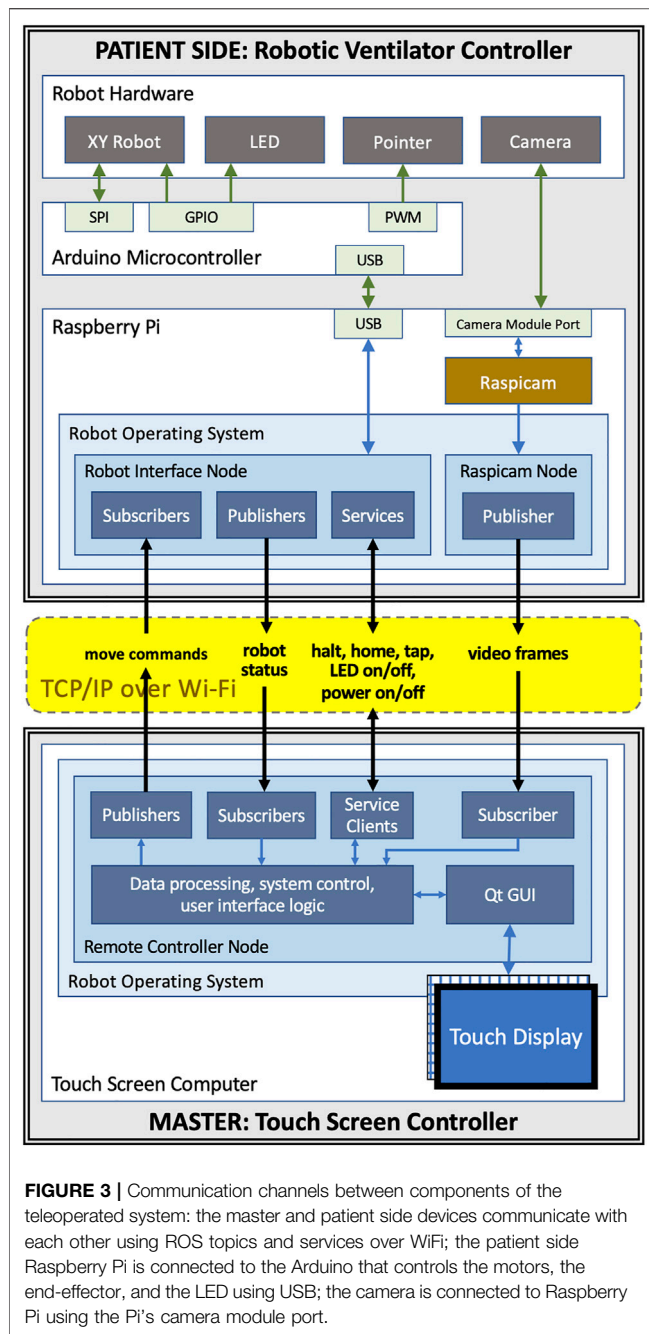 PATIENT SIDE: Robotic Ventilator Controller
Robot Hardware
XY Robot
LED
Pointer
Camera
SPI
GPIO
PWM
Arduino Microcontroller
USB
Raspberry Pi
USB
Camera Module Port
Raspicam
Robot Operating System
Robot Interface Node
Raspicam Node
Subscribers
Publishers
Services
Publisher
move commands
robot
status
halt, home, tap,
LED on/off,
power on/off
video frames
TCP/IP over Wi-Fi
Publishers
Subscribers
Service
Clients
Subscriber
Data processing, system control,
user interface logic
Qt GUI
Remote Controller Node
Robot Operating System
Touch Display
Touch Screen Computer
MASTER: Touch Screen Controller
FIGURE 3 | Communication channels between components of the
teleoperated system: the master and patient side devices communicate with
each other using ROS topics and services over WiFi; the patient side
Raspberry Pi is connected to the Arduino that controls the motors, the
end-effector, and the LED using USB; the camera is connected to Raspberry
Pi using the Pi's camera module port.